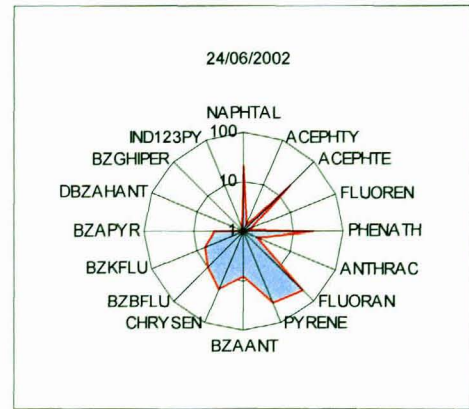 24/06/2002
NAPHTAL
IND123PY 100 ACEPHTY
BZGHIPER ACEPHTE
10
DBZAHANT FLUOREN
BZAPYR 1 PHENATH
BZKFLU ANTHRAC
BZBFLU FLUORAN
CHRYSEN PYRENE
BZAANT